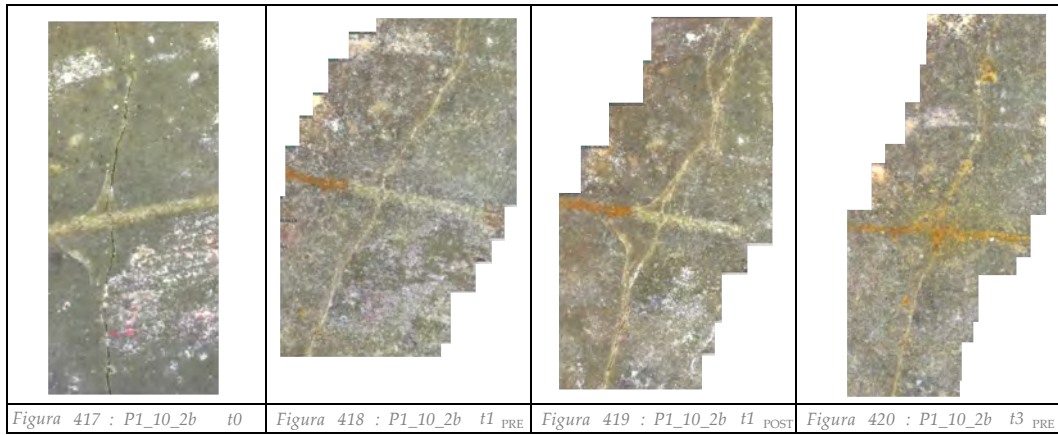 Figura 417 : P1_10_2b t0
Figura 418 : P1_10_2b t1 PRE
Figura 419 : P1_10_2b t1 POST
Figura 420 : P1_10_2b t3 PRE